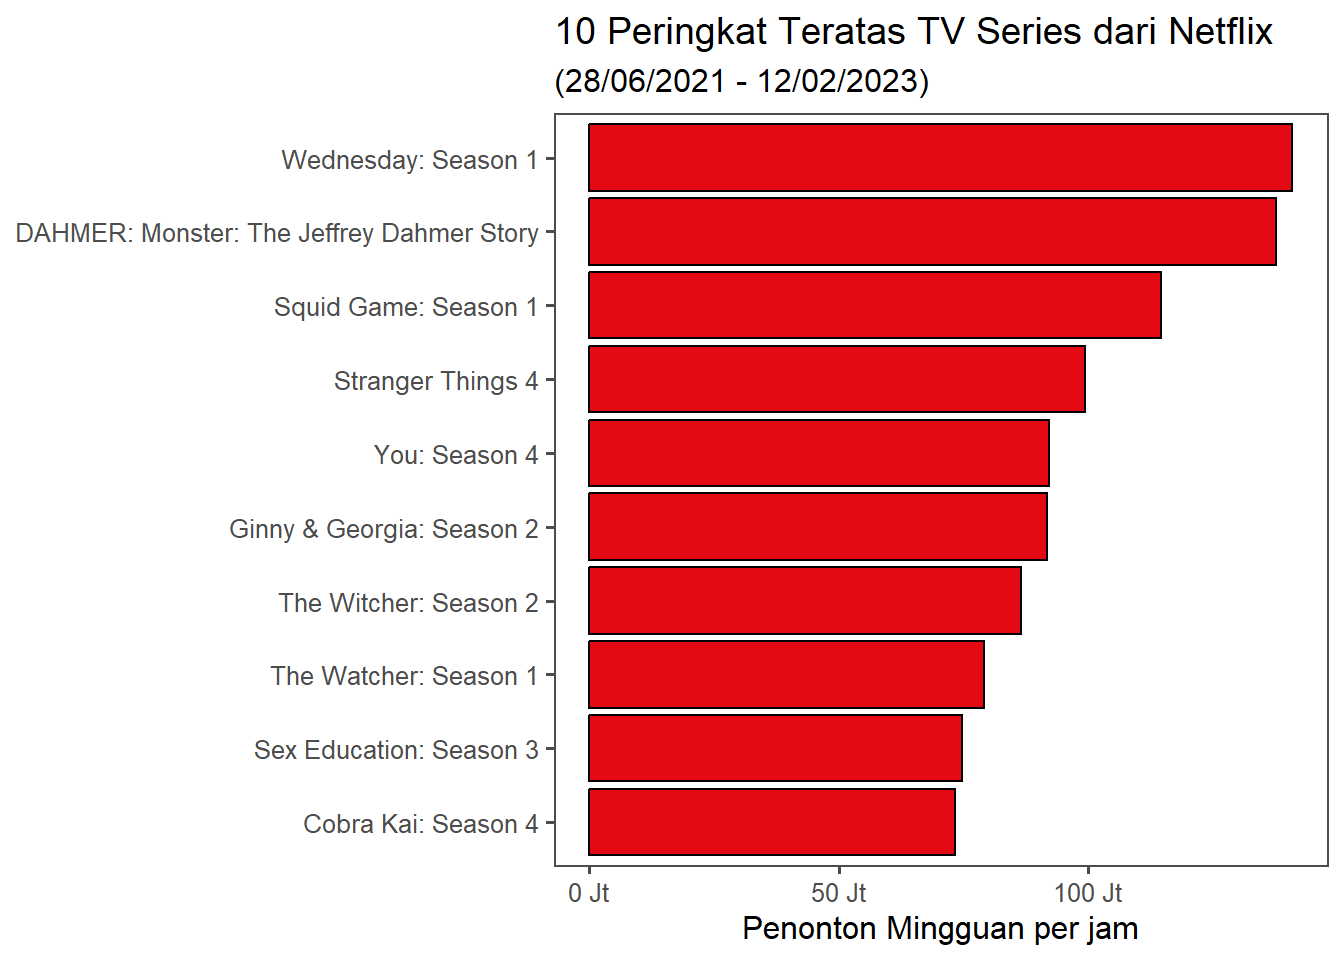 10 Peringkat Teratas TV Series dari Netflix
(28/06/2021 - 12/02/2023)
Wednesday: Season 1
DAHMER: Monster: The Jeffrey Dahmer Story
Squid Game: Season 1
Stranger Things 4
You: Season 4
Ginny & Georgia: Season 2
The Witcher: Season 2
The Watcher: Season 1
Sex Education: Season 3
Cobra Kai: Season 4
0 Jt 50 Jt 100 Jt
Penonton Mingguan per jam